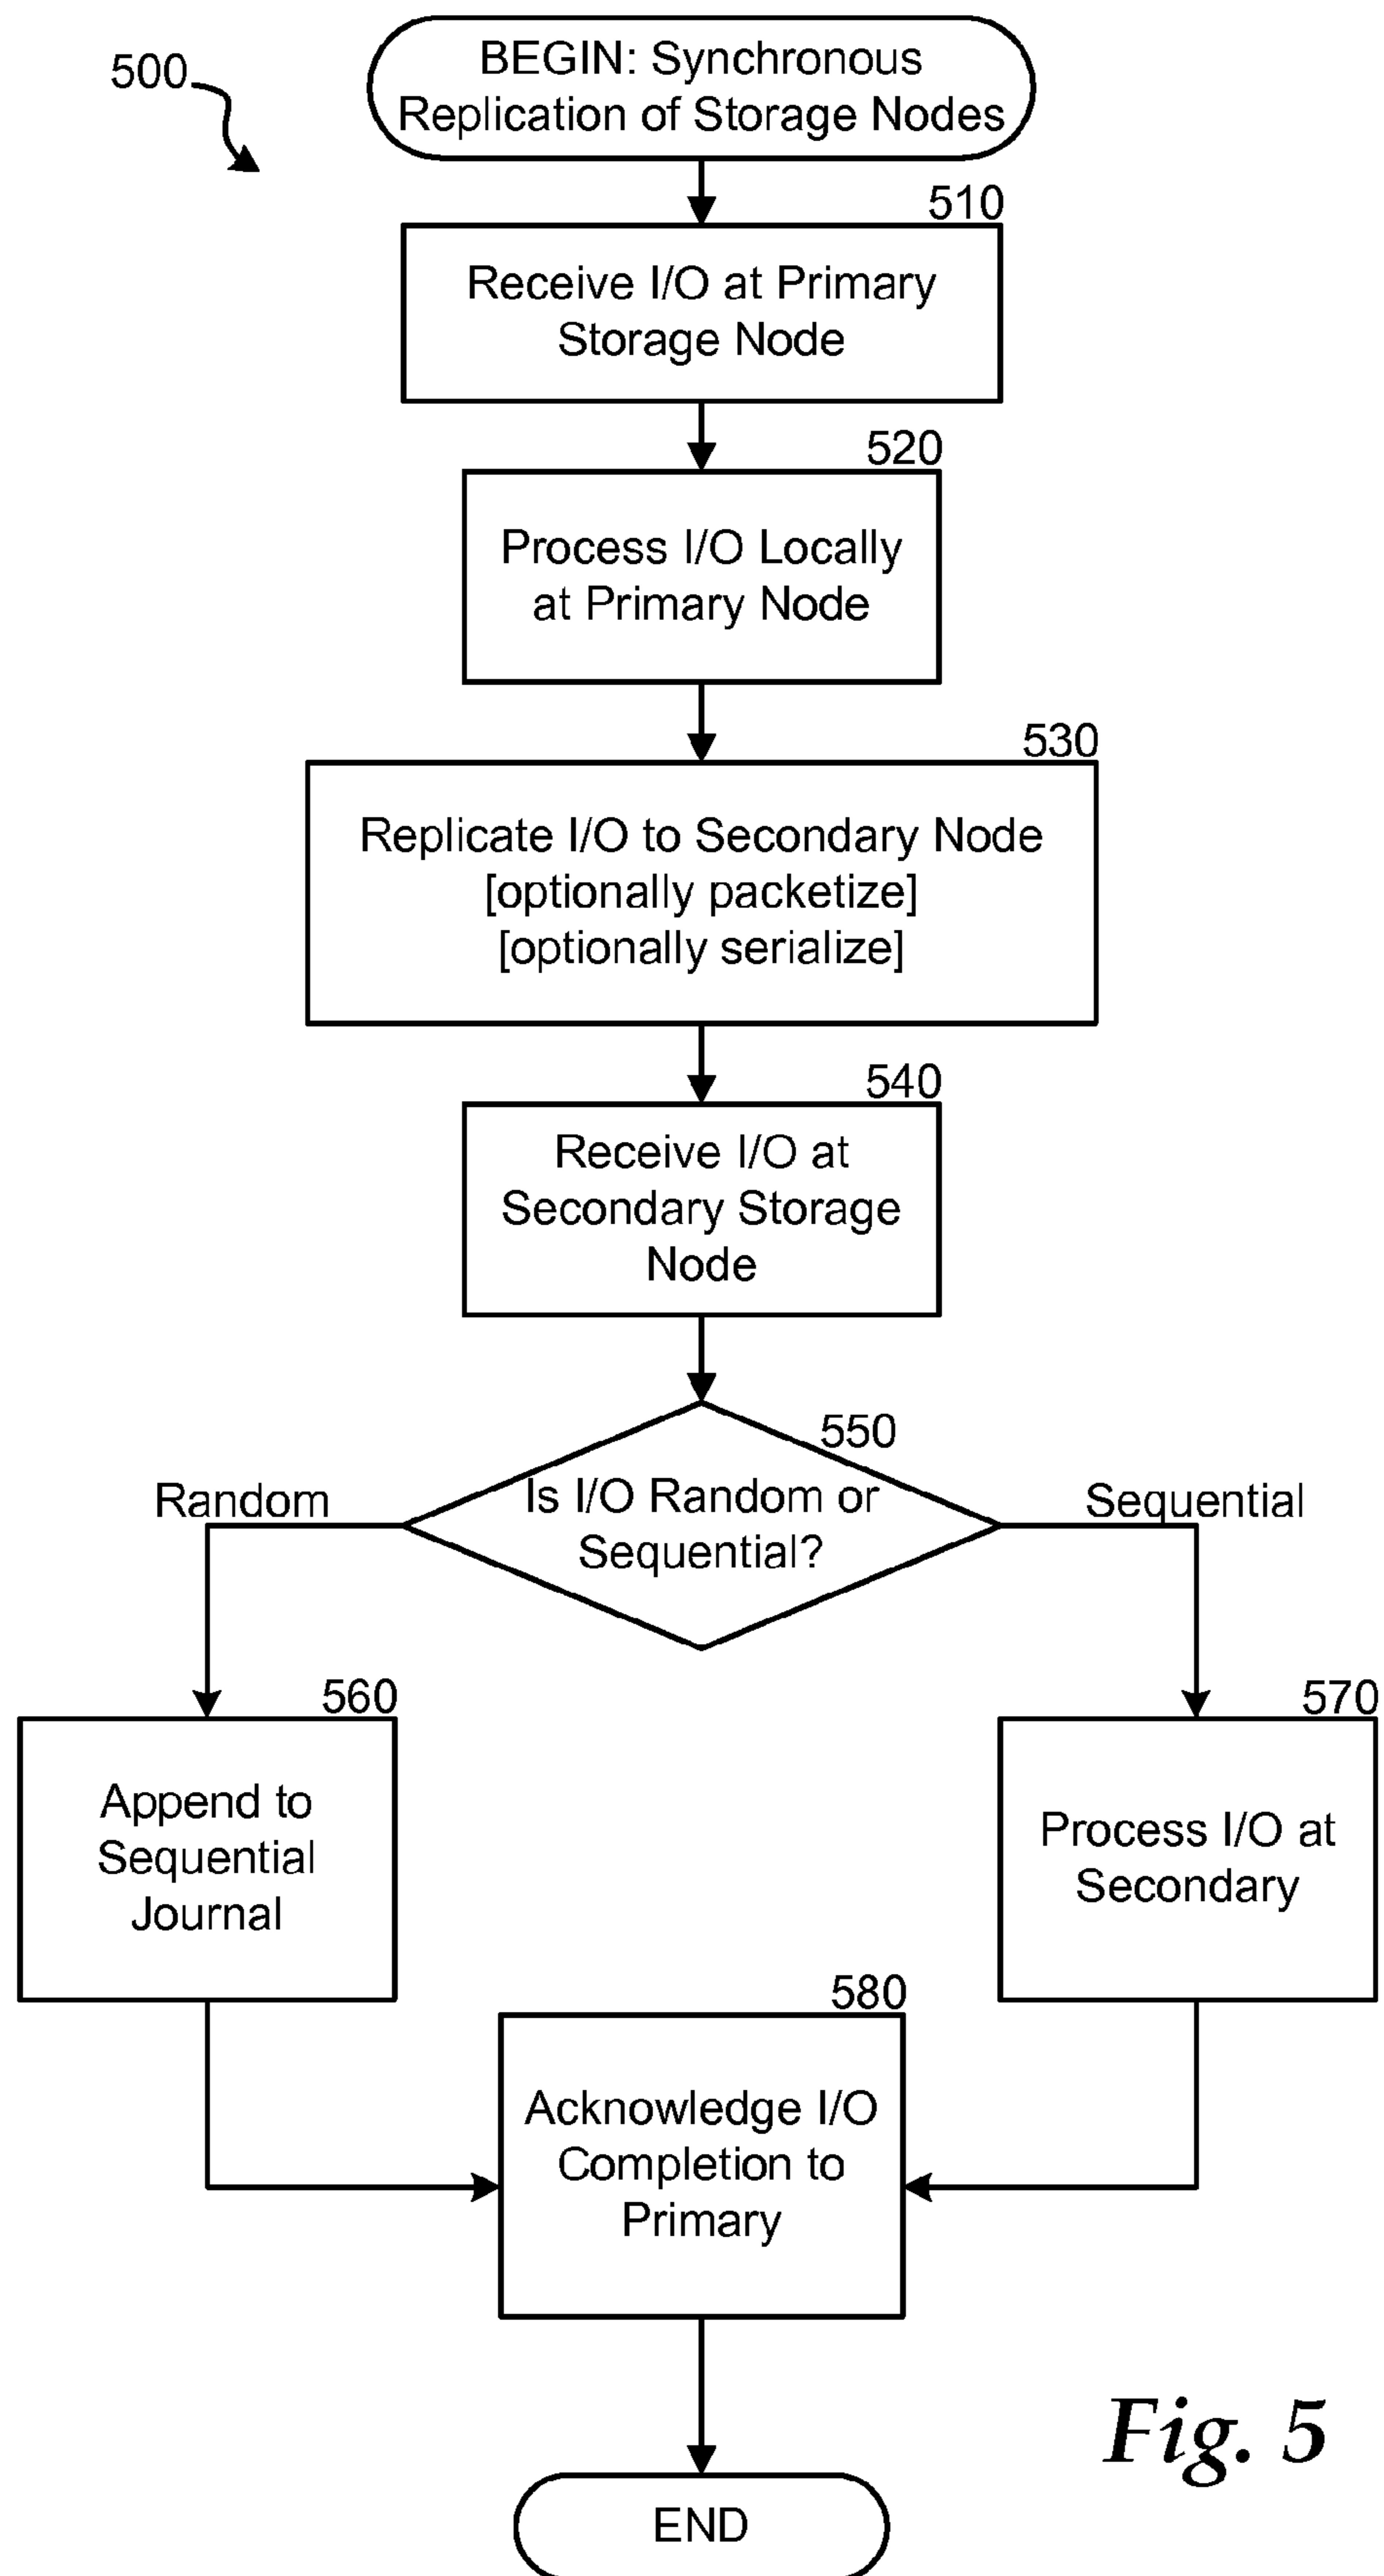 500
BEGIN: Synchronous
Replication of Storage Nodes
510
Receive I/O at Primary
Storage Node
520
Process I/O Locally
at Primary Node
530
Replicate I/O to Secondary Node
[optionally packetize]
[optionally serialize]
540
Receive I/O at
Secondary Storage
Node
550
Is I/O Random or
Sequential?
Random
Sequential
560
Append to
Sequential
Journal
570
Process I/O at
Secondary
580
Acknowledge I/O
Completion to
Primary
END
Fig. 5